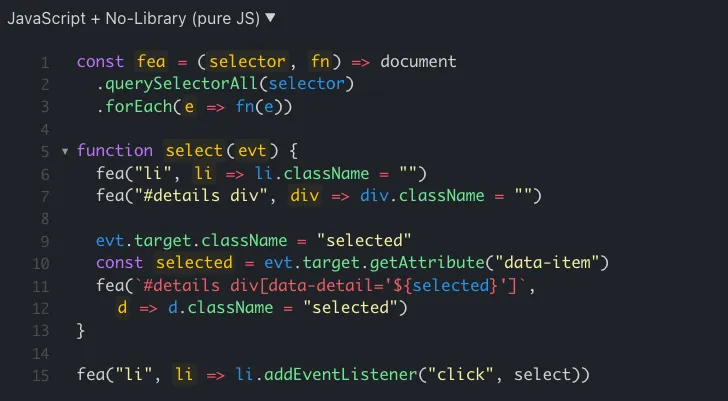 JavaScript + No-Library (pure JS) ▼
1 const fea = (selector, fn) => document
2   .querySelectorAll(selector)
3   .forEach(e => fn(e))
4
5 ▾ function select(evt) {
6   fea("li", li => li.className = "")
7   fea("#details div", div => div.className = "")
8
9   evt.target.className = "selected"
10   const selected = evt.target.getAttribute("data-item")
11   fea(`#details div[data-detail='${selected}']`,
12     d => d.className = "selected")
13 }
14
15 fea("li", li => li.addEventListener("click", select))